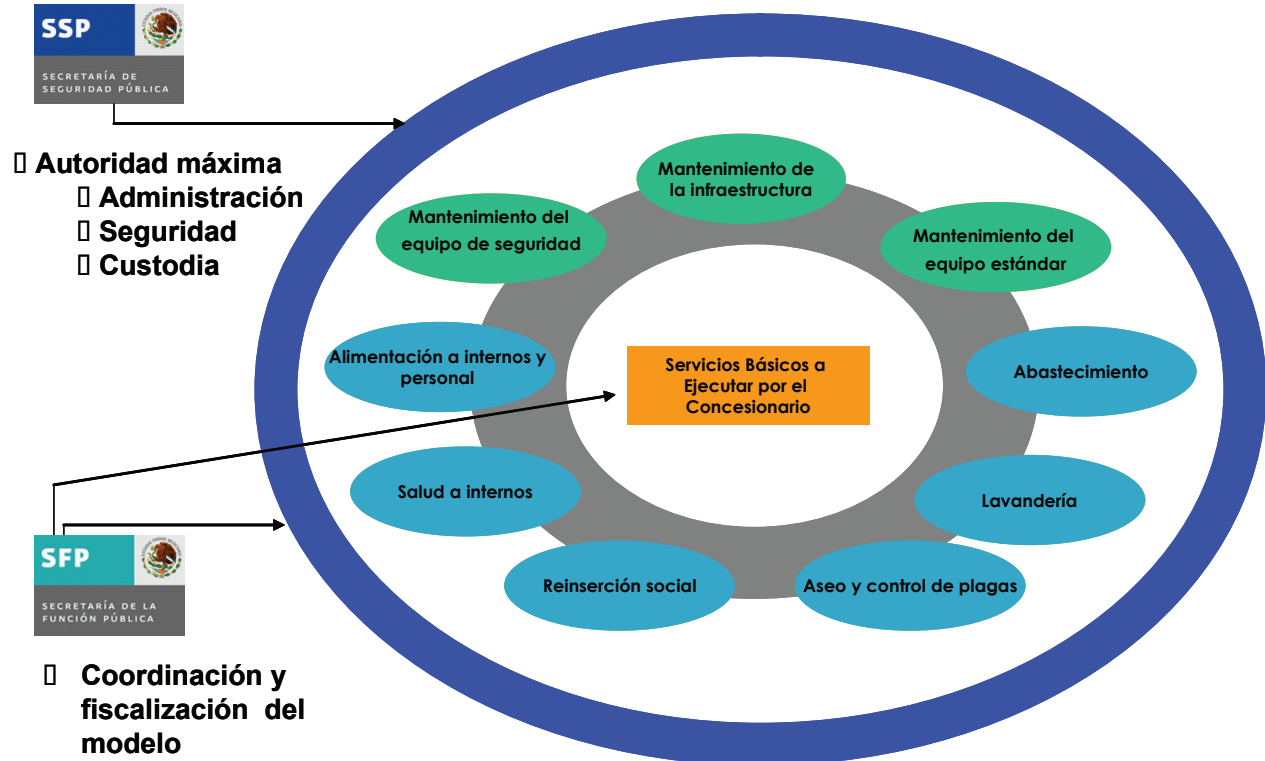 SSP
SECRETARÍA DE
SEGURIDAD PÚBLICA
Autoridad máxima
Administración
Seguridad
Custodia
Mantenimiento de
la infraestructura
Mantenimiento del
equipo de seguridad
Mantenimiento del
equipo estándar
Alimentación a internos y
personal
Servicios Básicos a
Ejecutar por el
Concesionario
Abastecimiento
Salud a internos
Lavandería
Reinserción social
Aseo y control de plagas
SFP
SECRETARÍA DE LA
FUNCIÓN PÚBLICA
Coordinación y
fiscalización del
modelo